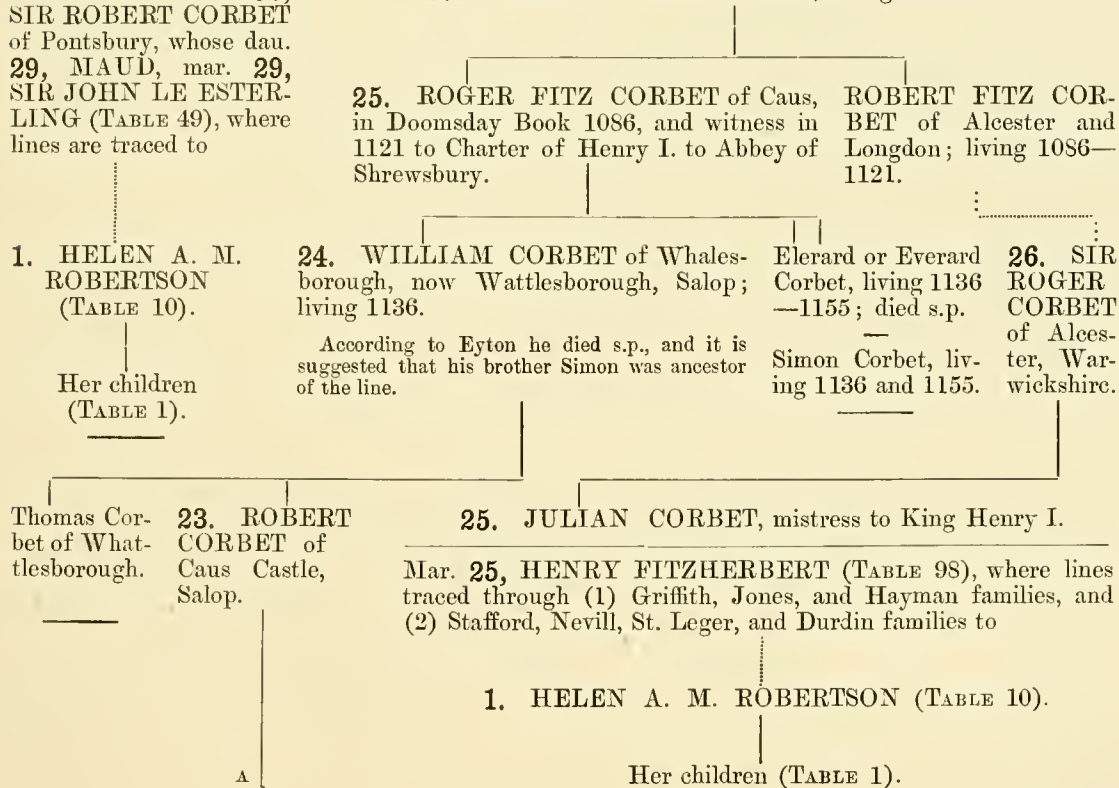 SIR ROBERT CORBET
of Pontsbury, whose dau.
29, MAUD, mar. 29,
SIR JOHN LE ESTER-
LING (TABLE 49), where
lines are traced to
25. ROGER FITZ CORBET of Caus,
in Doomsday Book 1086, and witness in
1121 to Charter of Henry I. to Abbey of
Shrewsbury.
ROBERT FITZ COR-
BET of Alcester and
Longdon; living 1086—
1121.
1. HELEN A. M.
ROBERTSON
(TABLE 10).
Her children
(TABLE 1).
24. WILLIAM CORBET of Whales-
borough, now Wattlesborough, Salop;
living 1136.
According to Eyton he died s.p., and it is
suggested that his brother Simon was ancestor
of the line.
Elerard or Everard
Corbet, living 1136
—1155; died s.p.
—
Simon Corbet, liv-
ing 1136 and 1155.
26. SIR
ROGER
CORBET
of Alces-
ter, War-
wickshire.
Thomas Cor-
bet of What-
tlesborough.
23. ROBERT
CORBET of
Caus Castle,
Salop.
25. JULIAN CORBET, mistress to King Henry I.
Mar. 25, HENRY FITZHERBERT (TABLE 98), where lines
traced through (1) Griffith, Jones, and Hayman families, and
(2) Stafford, Nevill, St. Leger, and Durdin families to
1. HELEN A. M. ROBERTSON (TABLE 10).
Her children (TABLE 1).
A